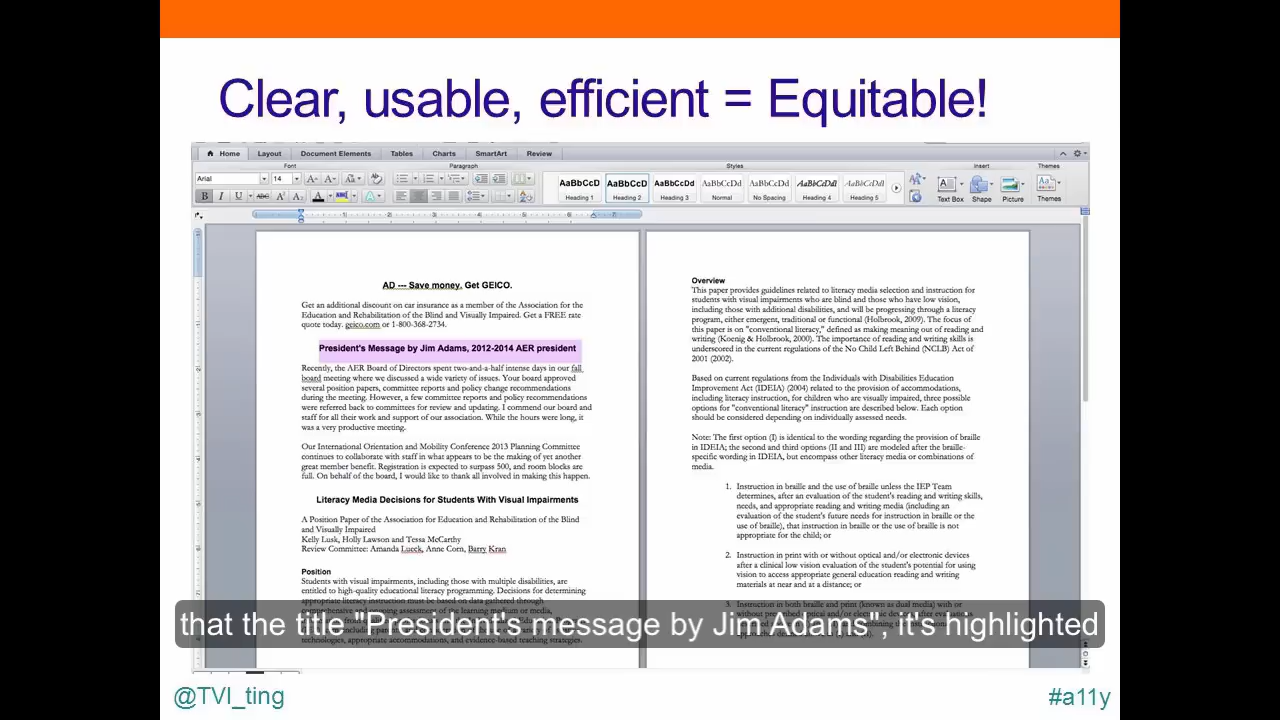 Clear, usable, efficient = Equitable!
Home Layout Document Elements Tables Charts SmartArt Review
Font Paragraph Styles Insert Themes
Arial 14
AaBbCcD AaBbCcD AaBbCcD AaBbCcDd AaBbCcDd AaBbCcDdI AaBbCcDd
Heading 1 Heading 2 Heading 3 Normal No Spacing Heading 4 Heading 5 Text Box Shape Picture Themes
AD --- Save money. Get GEICO.
Get an additional discount on car insurance as a member of the Association for the
Education and Rehabilitation of the Blind and Visually Impaired. Get a FREE rate
quote today. geico.com or 1-800-368-2734.
President's Message by Jim Adams, 2012-2014 AER president
Recently, the AER Board of Directors spent two-and-a-half intense days in our fall
board meeting where we discussed a wide variety of issues. Your board approved
several position papers, committee reports and policy change recommendations
during the meeting. However, a few committee reports and policy recommendations
were referred back to committees for review and updating. I commend our board and
staff for all their work and support of our association. While the hours were long, it
was a very productive meeting.
Our International Orientation and Mobility Conference 2013 Planning Committee
continues to collaborate with staff in what appears to be the making of yet another
great member benefit. Registration is expected to surpass 500, and room blocks are
full. On behalf of the board, I would like to thank all involved in making this happen.
Literacy Media Decisions for Students With Visual Impairments
A Position Paper of the Association for Education and Rehabilitation of the Blind
and Visually Impaired
Kelly Lusk, Holly Lawson and Tessa McCarthy
Review Committee: Amanda Lueck, Anne Corn, Barry Kran
Position
Students with visual impairments, including those with multiple disabilities, are
entitled to high-quality educational literacy programming. Decisions for determining
Overview
This paper provides guidelines related to literacy media selection and instruction for
students with visual impairments who are blind and those who have low vision,
including those with additional disabilities, and will be progressing through a literacy
program, either emergent, traditional or functional (Holbrook, 2009). The focus of
this paper is on "conventional literacy," defined as making meaning out of reading and
writing (Koenig & Holbrook, 2000). The importance of reading and writing skills is
underscored in the current regulations of the No Child Left Behind (NCLB) Act of
2001 (2002).
Based on current regulations from the Individuals with Disabilities Education
Improvement Act (IDEIA) (2004) related to the provision of accommodations,
including literacy instruction, for children who are visually impaired, three possible
options for "conventional literacy" instruction are described below. Each option
should be considered depending on individually assessed needs.
Note: The first option (I) is identical to the wording regarding the provision of braille
in IDEIA; the second and third options (II and III) are modeled after the braille-
specific wording in IDEIA, but encompass other literacy media or combinations of
media.
1. Instruction in braille and the use of braille unless the IEP Team
determines, after an evaluation of the student's reading and writing skills,
needs, and appropriate reading and writing media (including an
evaluation of the student's future needs for instruction in braille or the
use of braille), that instruction in braille or the use of braille is not
appropriate for the child; or
2. Instruction in print with or without optical and/or electronic devices
after a clinical low vision evaluation of the student's potential for using
vision to access appropriate general education reading and writing
materials at near and at a distance; or
that the title "President's message by Jim Adams", it's highlighted
@TVI_ting
#a11y